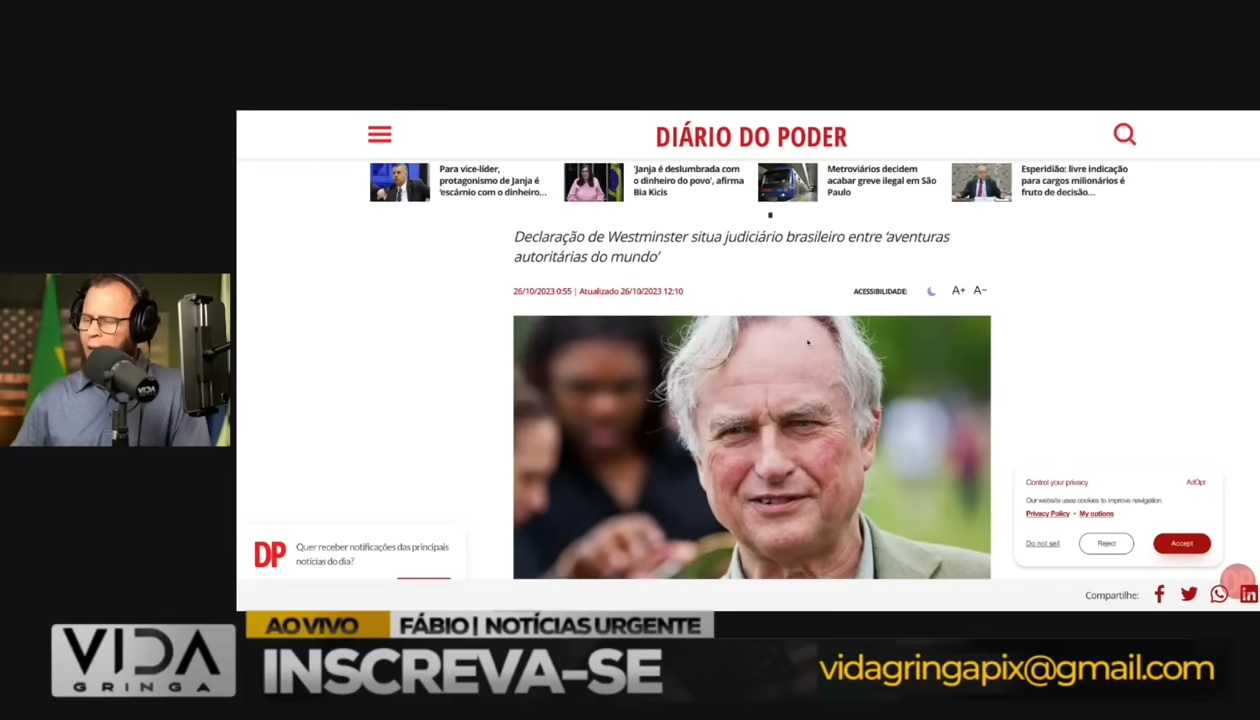 DIÁRIO DO PODER
Para vice-líder,
protagonismo de Janja é
'escárnio com o dinheiro...
'Janja é deslumbrada com
o dinheiro do povo', afirma
Bia Kicis
Metroviários decidem
acabar greve ilegal em São
Paulo
Esperidião: livre indicação
para cargos milionários é
fruto de decisão...
Declaração de Westminster situa judiciário brasileiro entre 'aventuras
autoritárias do mundo'
26/10/2023 0:55 | Atualizado 26/10/2023 12:10
ACESSIBILIDADE:
A+ A−
VIDA
Control your privacy
AdOpt
Our website uses cookies to improve navigation.
Privacy Policy - My options
Do not sell
Reject
Accept
DP
Quer receber notificações das principais
notícias do dia?
Compartilhe:
AO VIVO
FÁBIO | NOTÍCIAS URGENTE
VIDA
GRINGA
INSCREVA-SE
vidagringapix@gmail.com